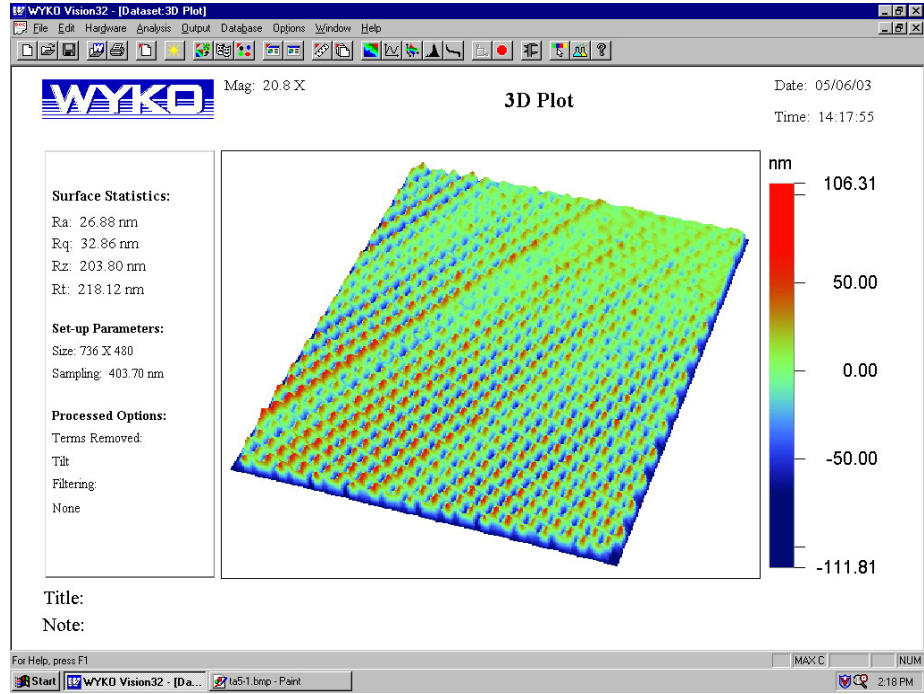 WYKO Vision32 - [Dataset:3D Plot]
File Edit Hardware Analysis Output Database Options Window Help
WYKO
Mag: 20.8 X
3D Plot
Date: 05/06/03
Time: 14:17:55
Surface Statistics:
Ra: 26.88 nm
Rq: 32.86 nm
Rz: 203.80 nm
Rt: 218.12 nm
Set-up Parameters:
Size: 736 X 480
Sampling: 403.70 nm
Processed Options:
Terms Removed:
Tilt
Filtering:
None
nm
106.31
50.00
0.00
-50.00
-111.81
Title:
Note:
For Help, press F1
MAX C
NUM
Start
WYKO Vision32 - [Da...
ta5-1.bmp - Paint
2:18 PM